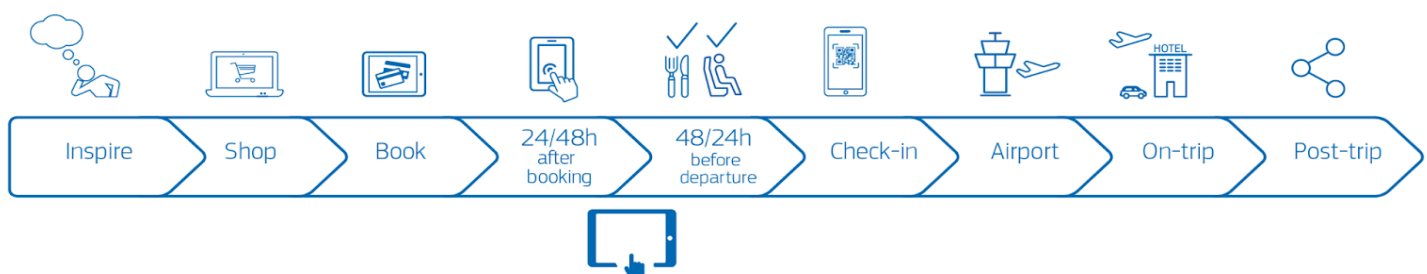 HOTEL
Inspire
Shop
Book
24/48h
after
booking
48/24h
before
departure
Check-in
Airport
On-trip
Post-trip